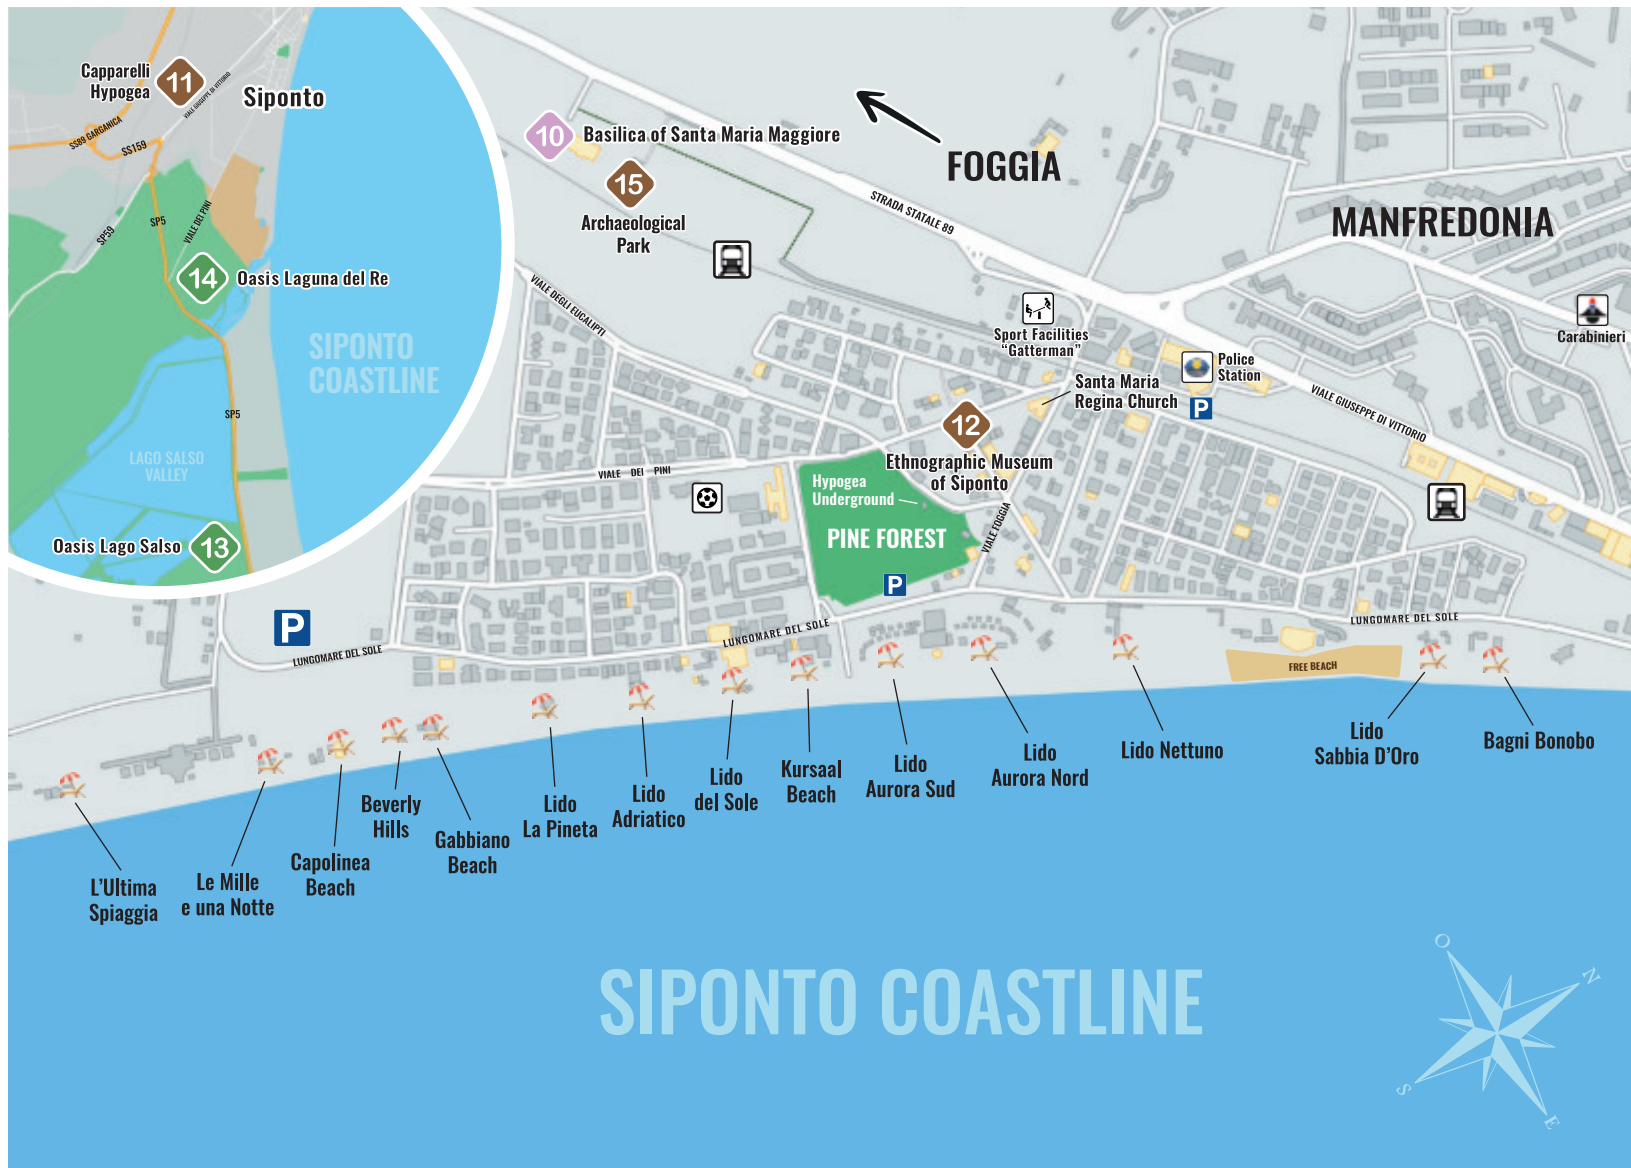 Capparelli
Hypogea
11
Siponto
VIALE GIUSEPPE DI VITTORIO
SS89 GARGANICA
SS159
SP59
SP5
VIALE DEI PINI
14
Oasis Laguna del Re
SIPONTO
COASTLINE
SP5
LAGO SALSO
VALLEY
Oasis Lago Salso
13
10
Basilica of Santa Maria Maggiore
15
Archaeological
Park
FOGGIA
STRADA STATALE 89
MANFREDONIA
VIALE DEGLI EUCALIPTI
Sport Facilities
“Gatterman”
Carabinieri
Police
Station
P
Santa Maria
Regina Church
VIALE GIUSEPPE DI VITTORIO
12
Ethnographic Museum
of Siponto
VIALE DEI PINI
Hypogea
Underground
PINE FOREST
VIALE FOGGIA
P
P
LUNGOMARE DEL SOLE
LUNGOMARE DEL SOLE
LUNGOMARE DEL SOLE
FREE BEACH
L’Ultima
Spiaggia
Le Mille
e una Notte
Capolinea
Beach
Beverly
Hills
Gabbiano
Beach
Lido
La Pineta
Lido
Adriatico
Lido
del Sole
Kursaal
Beach
Lido
Aurora Sud
Lido
Aurora Nord
Lido Nettuno
Lido
Sabbia D’Oro
Bagni Bonobo
SIPONTO COASTLINE
O
N
S
E